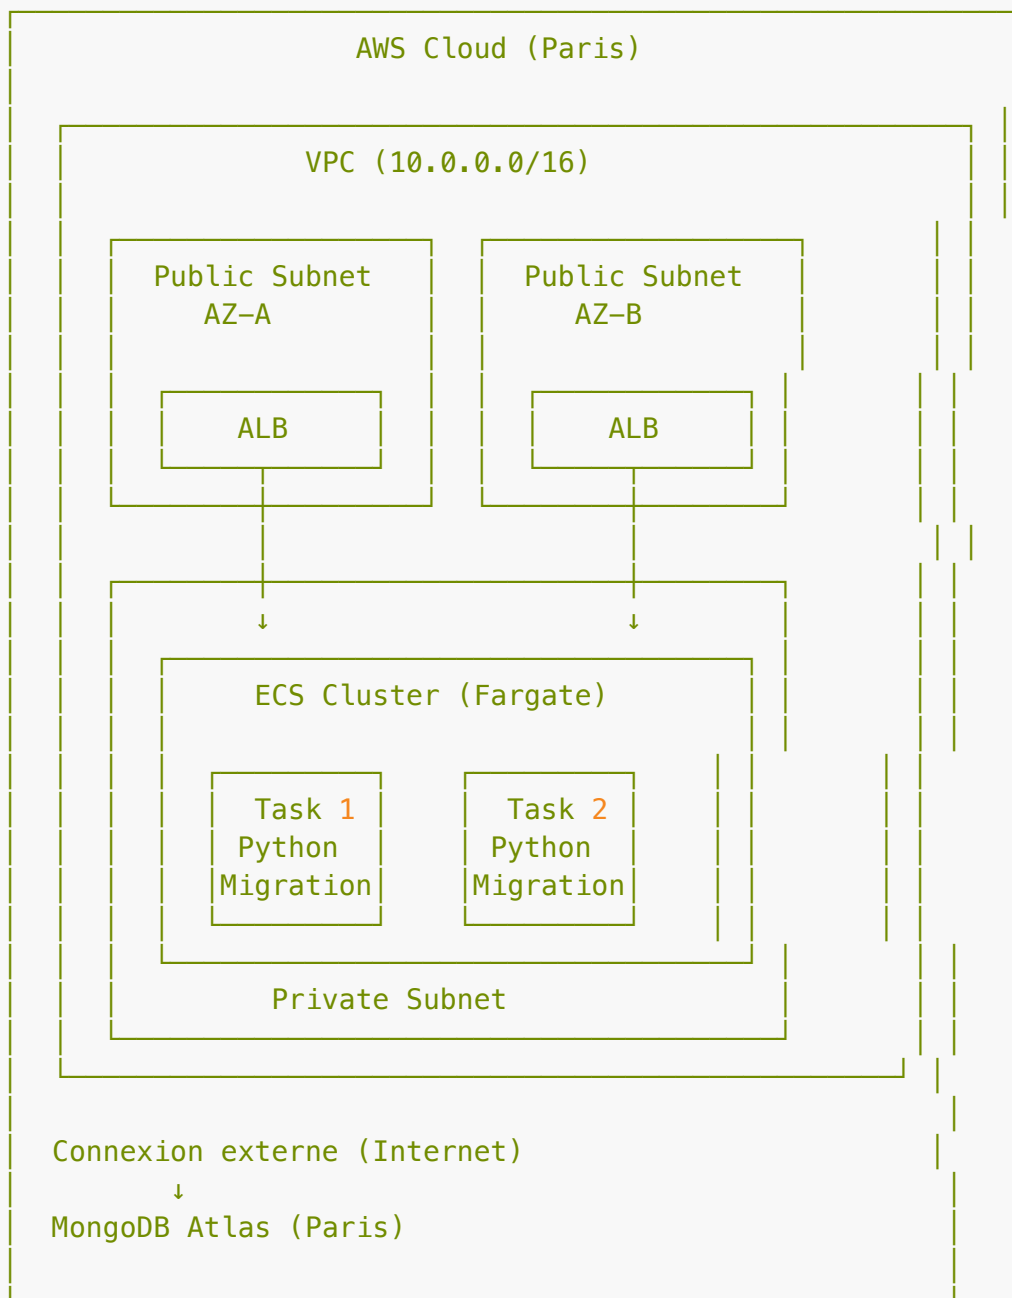 AWS Cloud (Paris)
VPC (10.0.0.0/16)
Public Subnet Public Subnet
AZ-A AZ-B
ALB ALB
↓ ↓
ECS Cluster (Fargate)
Task 1 Task 2
Python Python
Migration Migration
Private Subnet
Connexion externe (Internet)
↓
MongoDB Atlas (Paris)